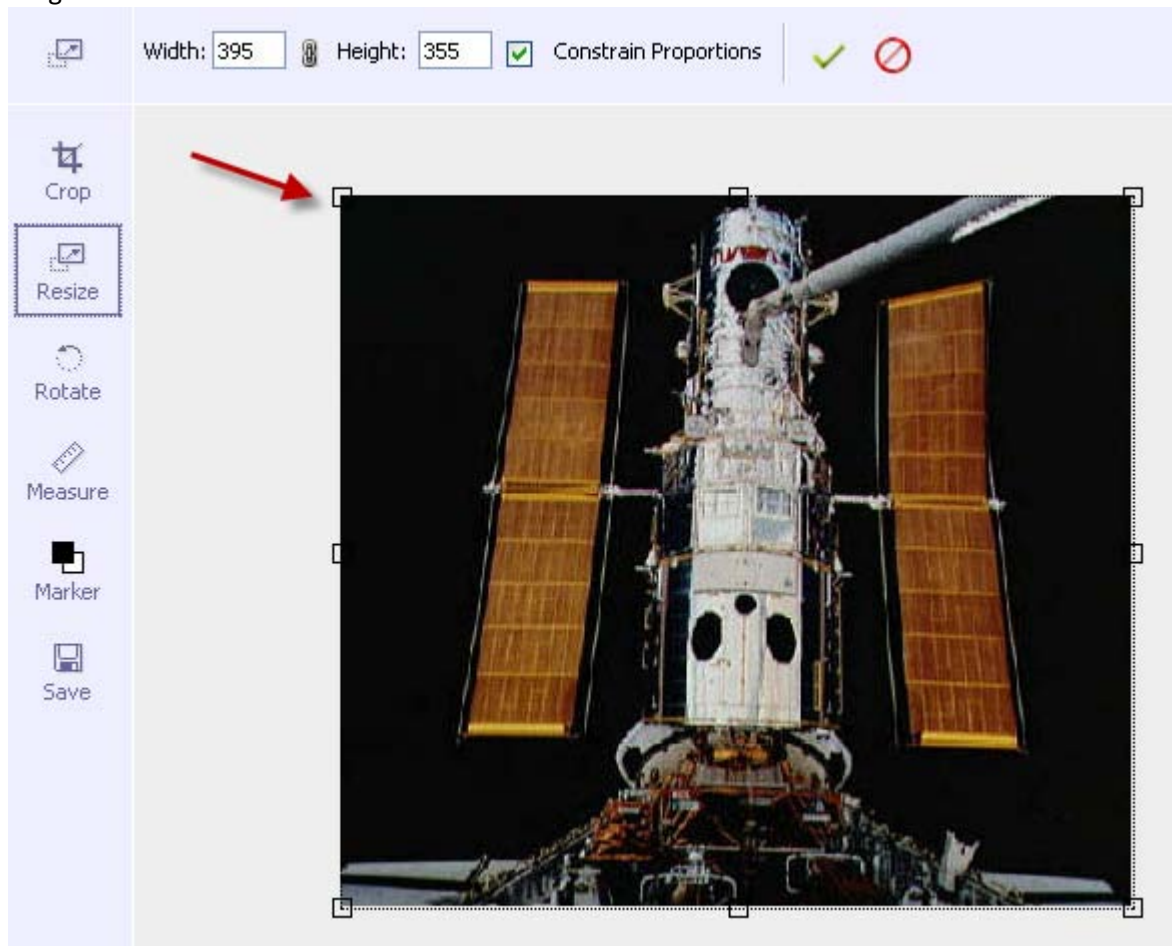 Width: 395 Height: 355 Constrain Proportions
Crop
Resize
Rotate
Measure
Marker
Save